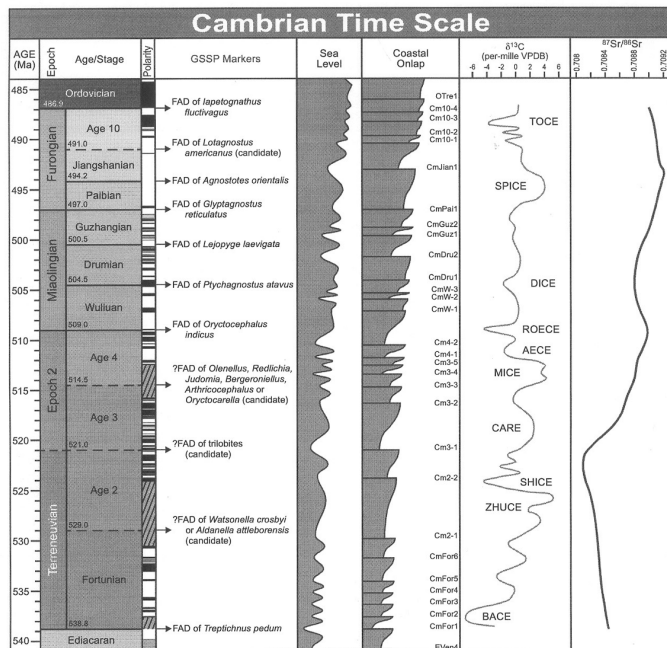 Cambrian Time Scale
AGE (Ma)
Epoch
Age/Stage
Polarity
GSSP Markers
Sea Level
Coastal Onlap
δ13C (per-mille VPDB)
-6 -4 -2 0 2 4 6
87Sr/86Sr
0.708 0.7084 0.7088 0.7092
485
490
495
500
505
510
515
520
525
530
535
540
Ordovician
486.9
Furongian
Age 10
491.0
Jiangshanian
494.2
Paibian
497.0
Miaolingian
Guzhangian
500.5
Drumian
504.5
Wuliuan
509.0
Epoch 2
Age 4
514.5
Age 3
521.0
Terreneuvian
Age 2
529.0
Fortunian
538.8
Ediacaran
FAD of Iapetognathus
fluctivagus
FAD of Lotagnostus
americanus (candidate)
FAD of Agnostotes orientalis
FAD of Glyptagnostus
reticulatus
FAD of Lejopyge laevigata
FAD of Ptychagnostus atavus
FAD of Oryctocephalus
indicus
?FAD of Olenellus, Redlichia,
Judomia, Bergeroniellus,
Arthricocephalus or
Oryctocarella (candidate)
?FAD of trilobites
(candidate)
?FAD of Watsonella crosbyi
or Aldanella attleborensis
(candidate)
FAD of Treptichnus pedum
OTre1
Cm10-4
Cm10-3
Cm10-2
Cm10-1
CmJian1
CmPai1
CmGuz2
CmGuz1
CmDru2
CmDru1
CmW-3
CmW-2
CmW-1
Cm4-2
Cm4-1
Cm3-5
Cm3-4
Cm3-3
Cm3-2
Cm3-1
Cm2-2
Cm2-1
CmFor6
CmFor5
CmFor4
CmFor3
CmFor2
CmFor1
TOCE
SPICE
DICE
ROECE
AECE
MICE
CARE
SHICE
ZHUCE
BACE